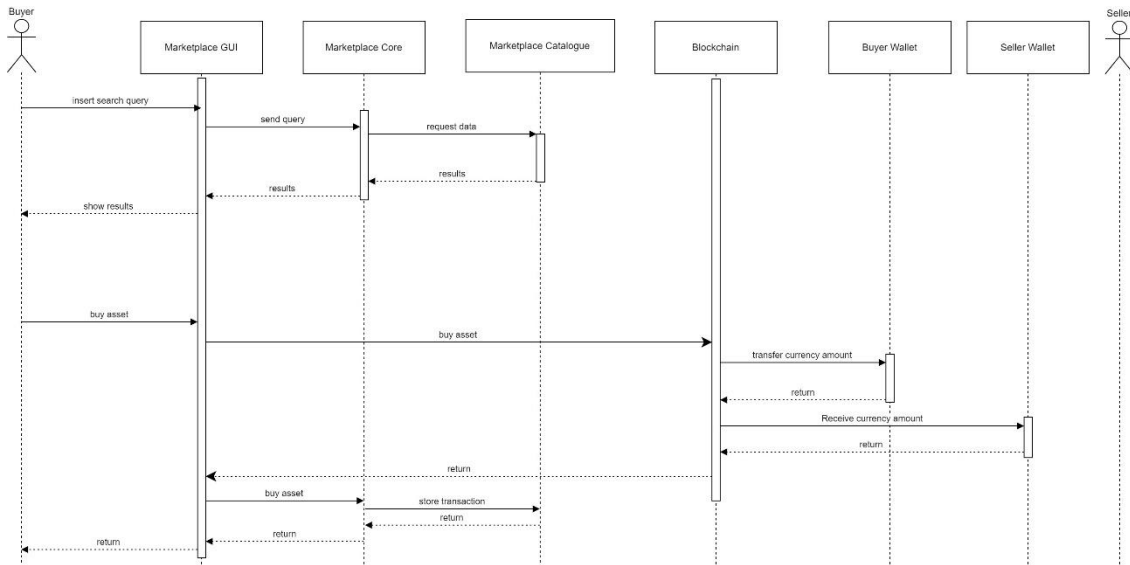 Buyer
Seller
Marketplace GUI
Marketplace Core
Marketplace Catalogue
Blockchain
Buyer Wallet
Seller Wallet
insert search query
send query
request data
results
results
show results
buy asset
buy asset
transfer currency amount
return
Receive currency amount
return
return
buy asset
store transaction
return
return
return